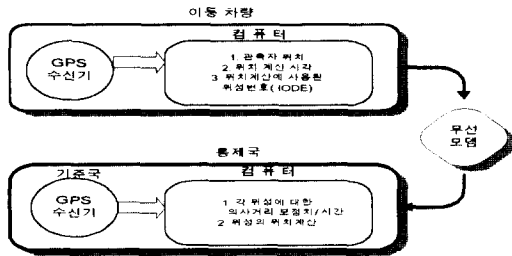 이동 차량
컴퓨터
GPS
수신기
1 관측자 위치
2 위치 계산 시각
3 위치계산에 사용된
위성번호(IODE)
무선
모뎀
통제국
기준국
컴퓨터
GPS
수신기
1 각 위성에 대한
의사거리 보정치/시간
2 위성의 위치계산